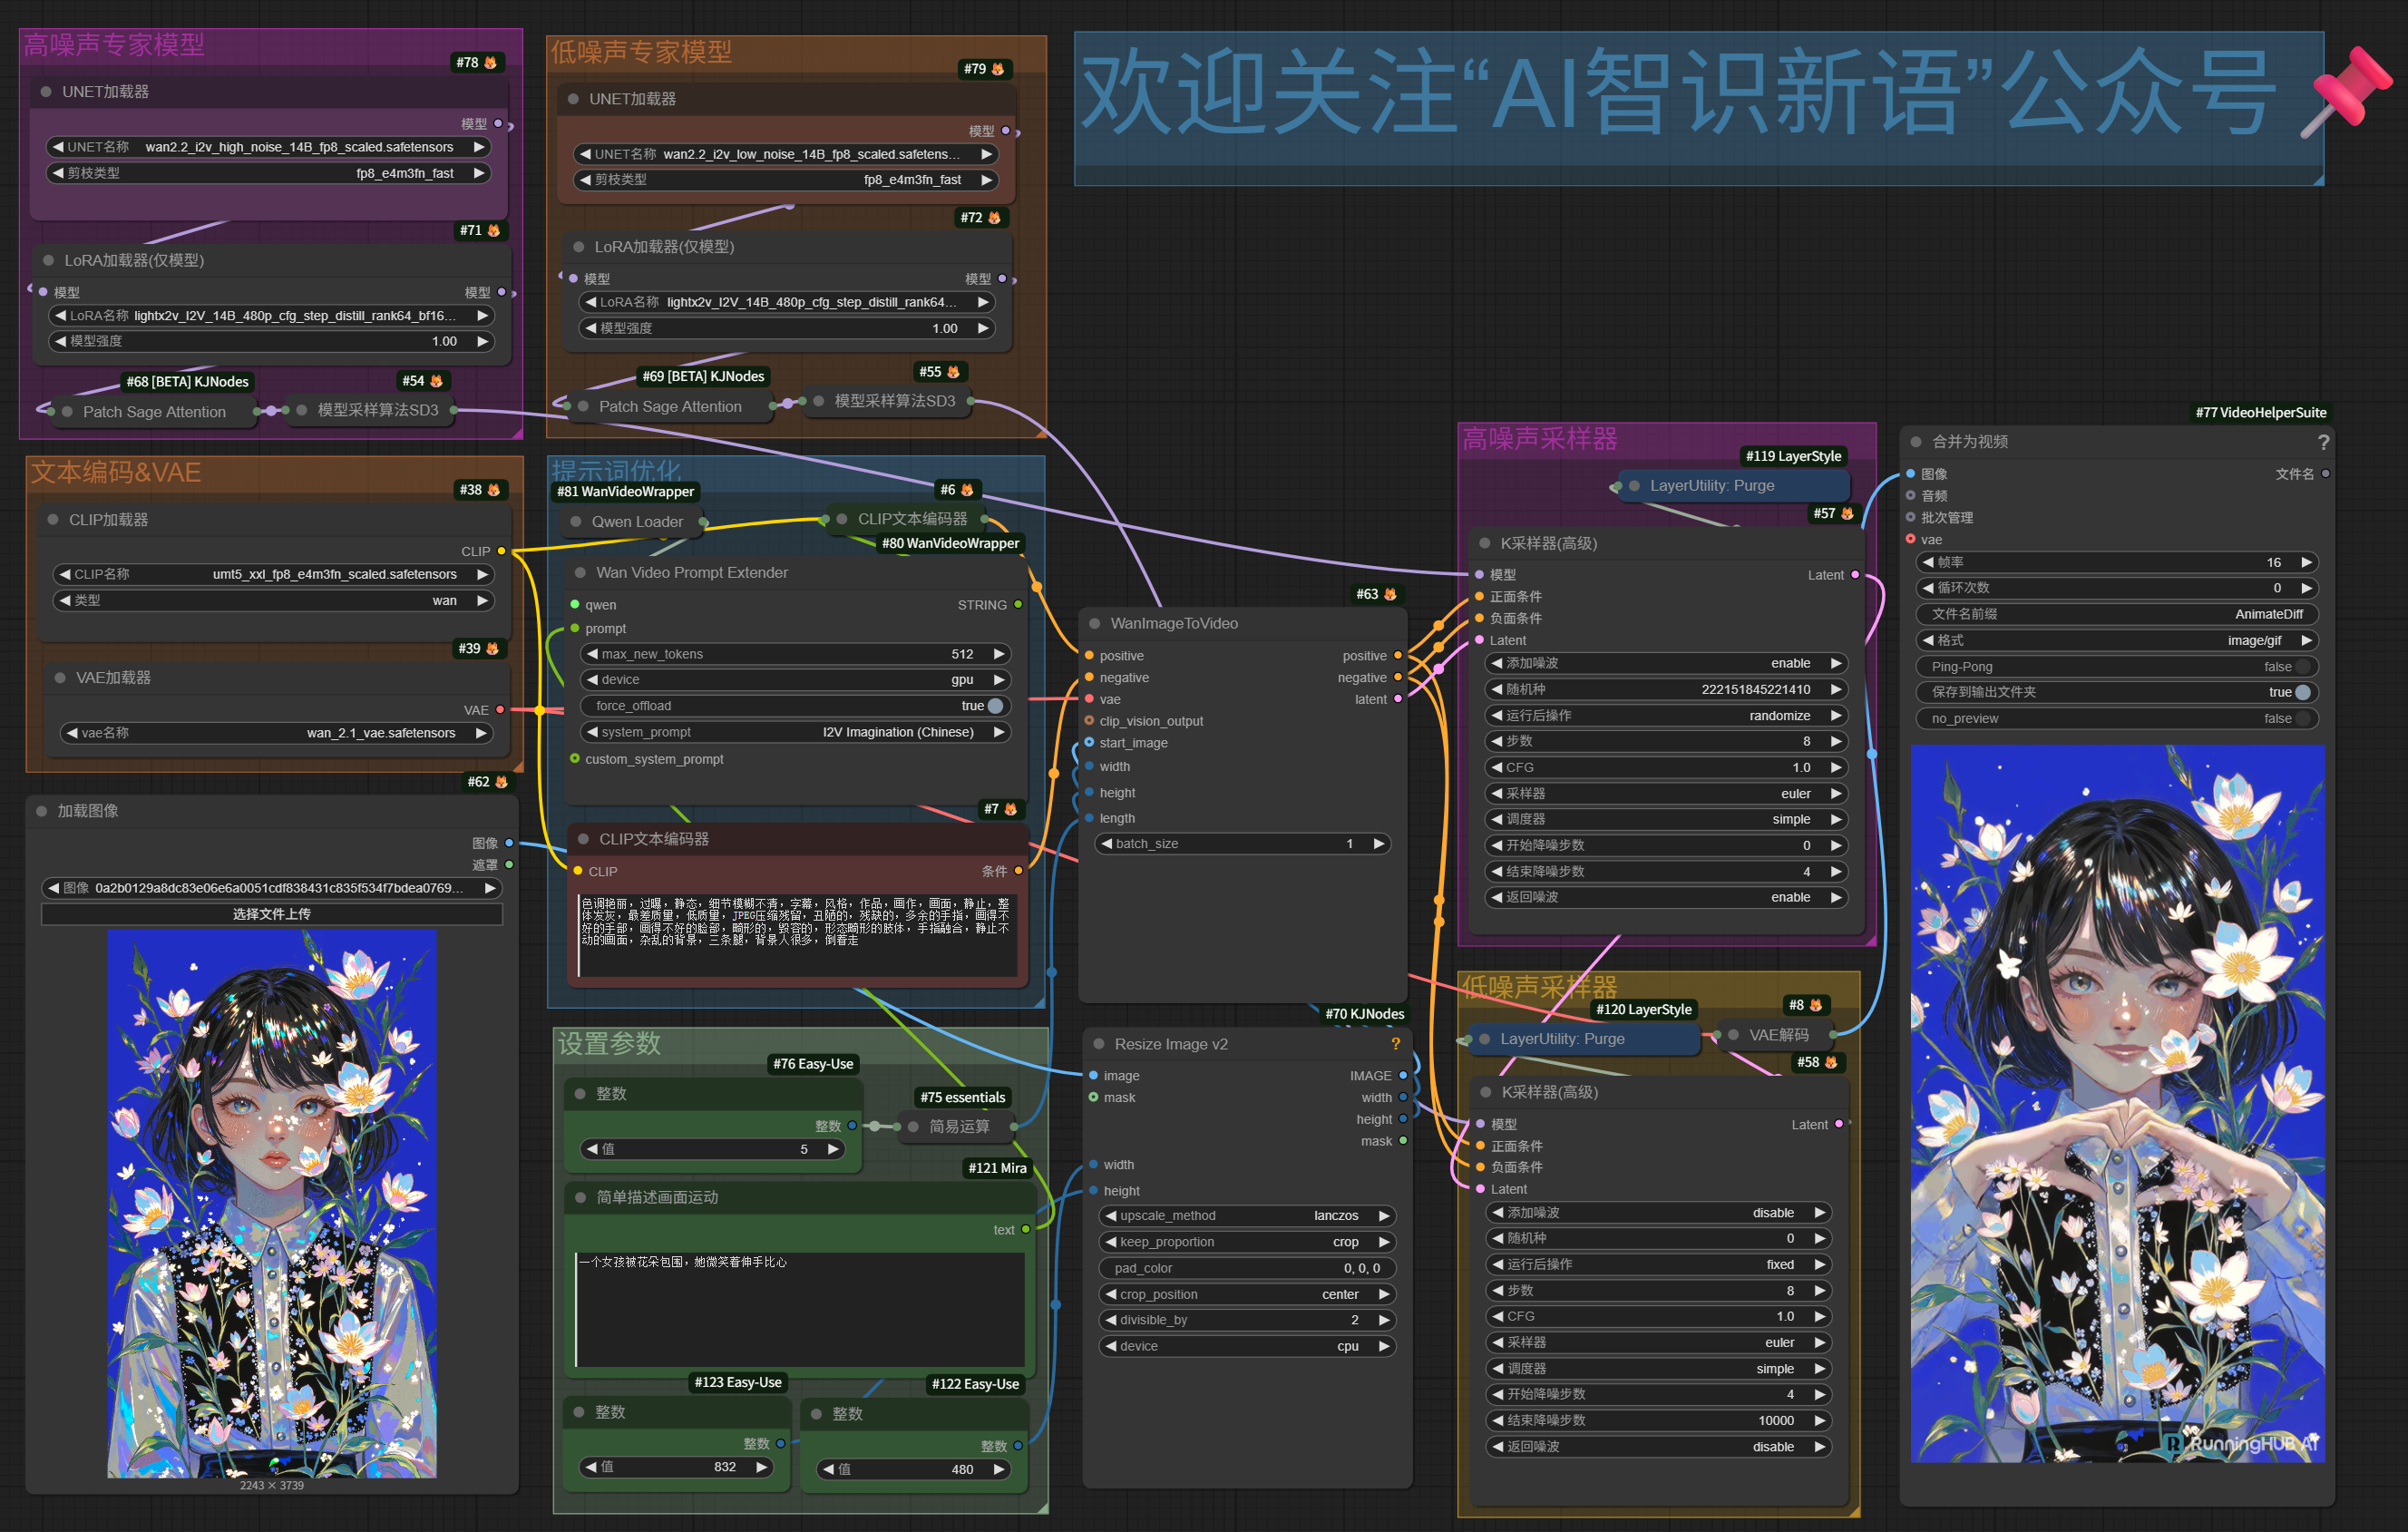 高噪声专家模型
#78
UNET加载器
模型
UNET名称 wan2.2_i2v_high_noise_14B_fp8_scaled.safetensors
剪枝类型 fp8_e4m3fn_fast
#71
LoRA加载器(仅模型)
模型 模型
LoRA名称 lightx2v_I2V_14B_480p_cfg_step_distill_rank64_bf16...
模型强度 1.00
#68 [BETA] KJNodes
Patch Sage Attention
#54
模型采样算法SD3
低噪声专家模型
#79
UNET加载器
模型
UNET名称 wan2.2_i2v_low_noise_14B_fp8_scaled.safetens...
剪枝类型 fp8_e4m3fn_fast
#72
LoRA加载器(仅模型)
模型 模型
LoRA名称 lightx2v_I2V_14B_480p_cfg_step_distill_rank64...
模型强度 1.00
#69 [BETA] KJNodes
Patch Sage Attention
#55
模型采样算法SD3
欢迎关注“AI智识新语”公众号
文本编码&VAE
#38
CLIP加载器
CLIP
CLIP名称 umt5_xxl_fp8_e4m3fn_scaled.safetensors
类型 wan
#39
VAE加载器
VAE
vae名称 wan_2.1_vae.safetensors
#62
加载图像
图像
遮罩
图像 0a2b0129a8dc83e06e6a0051cdf838431c835f534f7bdea0769...
选择文件上传
2243 × 3739
提示词优化
#81 WanVideoWrapper
Qwen Loader
#6
CLIP文本编码器
#80 WanVideoWrapper
Wan Video Prompt Extender
qwen STRING
prompt
max_new_tokens 512
device gpu
force_offload true
system_prompt I2V Imagination (Chinese)
custom_system_prompt
#7
CLIP文本编码器
CLIP 条件
色调艳丽，过曝，静态，细节模糊不清，字幕，风格，作品，画作，画面，静止，整
体发灰，最差质量，低质量，JPEG压缩残留，丑陋的，残缺的，多余的手指，画得不
好的手部，画得不好的脸部，畸形的，毁容的，形态畸形的肢体，手指融合，静止不
动的画面，杂乱的背景，三条腿，背景人很多，倒着走
设置参数
#76 Easy-Use
整数
整数
值 5
#75 essentials
简易运算
#121 Mira
简单描述画面运动
text
一个女孩被花朵包围，她微笑着伸手比心
#123 Easy-Use
整数
整数
值 832
#122 Easy-Use
整数
整数
值 480
#63
WanImageToVideo
positive positive
negative negative
vae latent
clip_vision_output
start_image
width
height
length
batch_size 1
#70 KJNodes
Resize Image v2 ?
image IMAGE
mask width
height
mask
width
height
upscale_method lanczos
keep_proportion crop
pad_color 0, 0, 0
crop_position center
divisible_by 2
device cpu
高噪声采样器
#119 LayerStyle
LayerUtility: Purge
#57
K采样器(高级)
模型 Latent
正面条件
负面条件
Latent
添加噪波 enable
随机种 222151845221410
运行后操作 randomize
步数 8
CFG 1.0
采样器 euler
调度器 simple
开始降噪步数 0
结束降噪步数 4
返回噪波 enable
低噪声采样器
#120 LayerStyle
LayerUtility: Purge
#8
VAE解码
#58
K采样器(高级)
模型 Latent
正面条件
负面条件
Latent
添加噪波 disable
随机种 0
运行后操作 fixed
步数 8
CFG 1.0
采样器 euler
调度器 simple
开始降噪步数 4
结束降噪步数 10000
返回噪波 disable
#77 VideoHelperSuite
合并为视频 ?
图像 文件名
音频
批次管理
vae
帧率 16
循环次数 0
文件名前缀 AnimateDiff
格式 image/gif
Ping-Pong false
保存到输出文件夹 true
no_preview false
RunningHUB AI